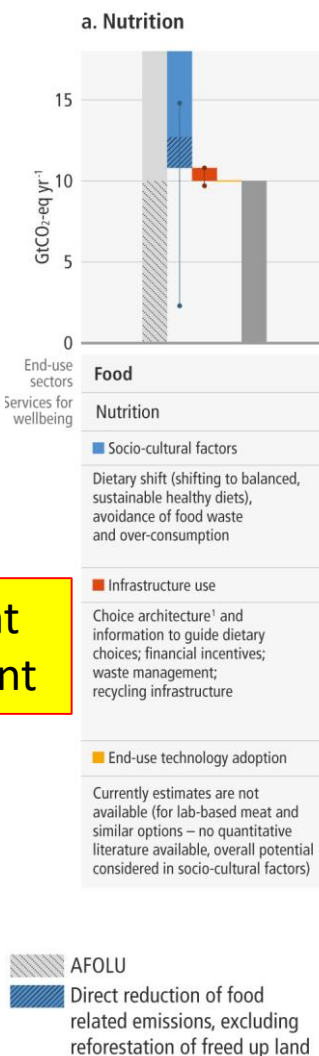 a. Nutrition
15
10
5
0
GtCO₂-eq yr⁻¹
End-use
sectors
Services for
wellbeing
Food
Nutrition
Socio-cultural factors
Dietary shift (shifting to balanced,
sustainable healthy diets),
avoidance of food waste
and over-consumption
Infrastructure use
Choice architecture¹ and
information to guide dietary
choices; financial incentives;
waste management;
recycling infrastructure
End-use technology adoption
Currently estimates are not
available (for lab-based meat and
similar options – no quantitative
literature available, overall potential
considered in socio-cultural factors)
AFOLU
Direct reduction of food
related emissions, excluding
reforestation of freed up land